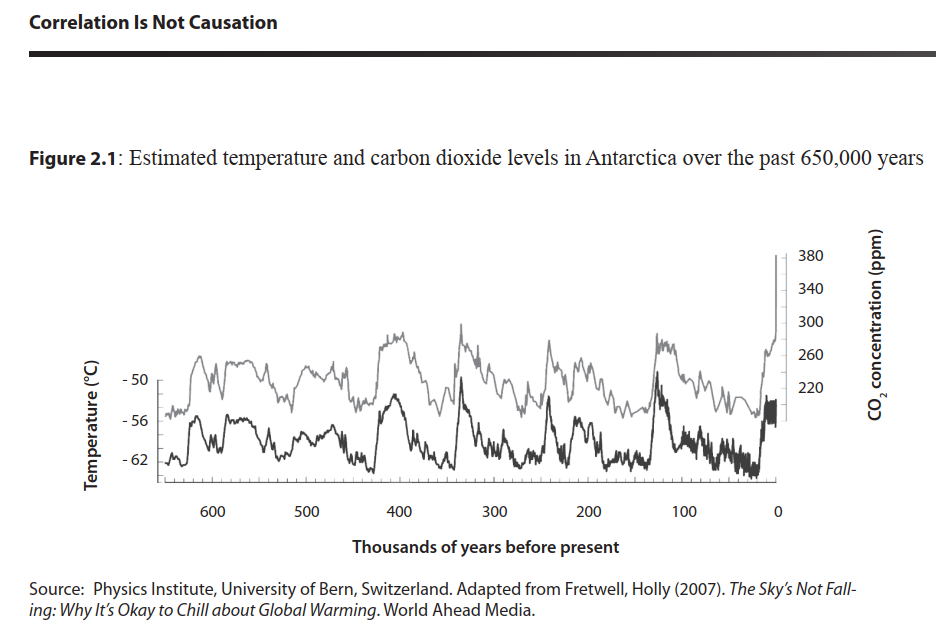 Correlation Is Not Causation
Figure 2.1: Estimated temperature and carbon dioxide levels in Antarctica over the past 650,000 years
380
340
300
260
220
CO2 concentration (ppm)
Temperature (°C)
- 50
- 56
- 62
600 500 400 300 200 100 0
Thousands of years before present
Source: Physics Institute, University of Bern, Switzerland. Adapted from Fretwell, Holly (2007). The Sky's Not Fall-
ing: Why It's Okay to Chill about Global Warming. World Ahead Media.